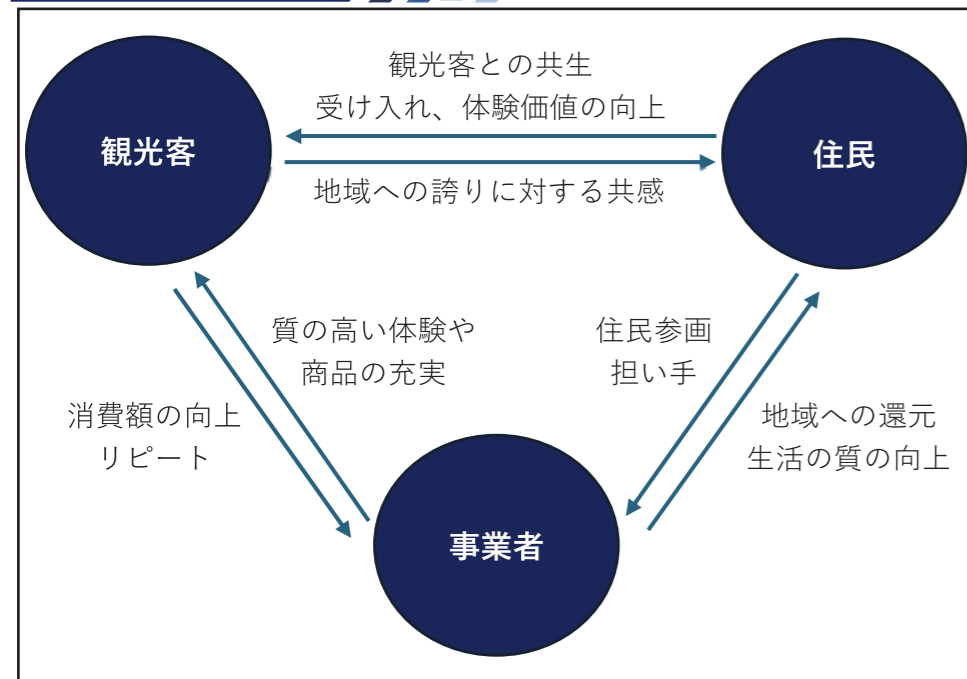 観光客との共生
受け入れ、体験価値の向上
観光客
住民
地域への誇りに対する共感
質の高い体験や
商品の充実
住民参画
担い手
消費額の向上
リピート
地域への還元
生活の質の向上
事業者